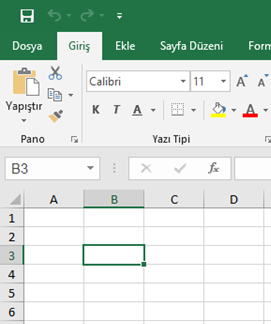 Dosya Giriş Ekle Sayfa Düzeni Form
Calibri 11 A A
Yapıştır K T A A
Pano Yazı Tipi
B3 fx
A B C D
1
2
3
4
5
6